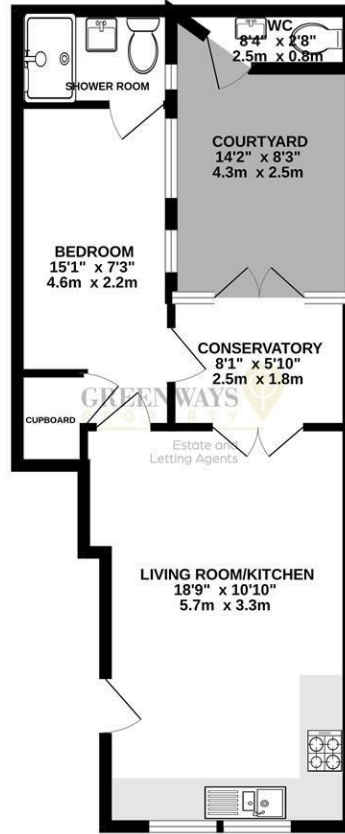 WC
8'4" x 2'8"
2.5m x 0.8m
SHOWER ROOM
COURTYARD
14'2" x 8'3"
4.3m x 2.5m
BEDROOM
15'1" x 7'3"
4.6m x 2.2m
CONSERVATORY
8'1" x 5'10"
2.5m x 1.8m
GREENWAYS
PROPERTY
CUPBOARD
Estate and
Letting Agents
LIVING ROOM/KITCHEN
18'9" x 10'10"
5.7m x 3.3m